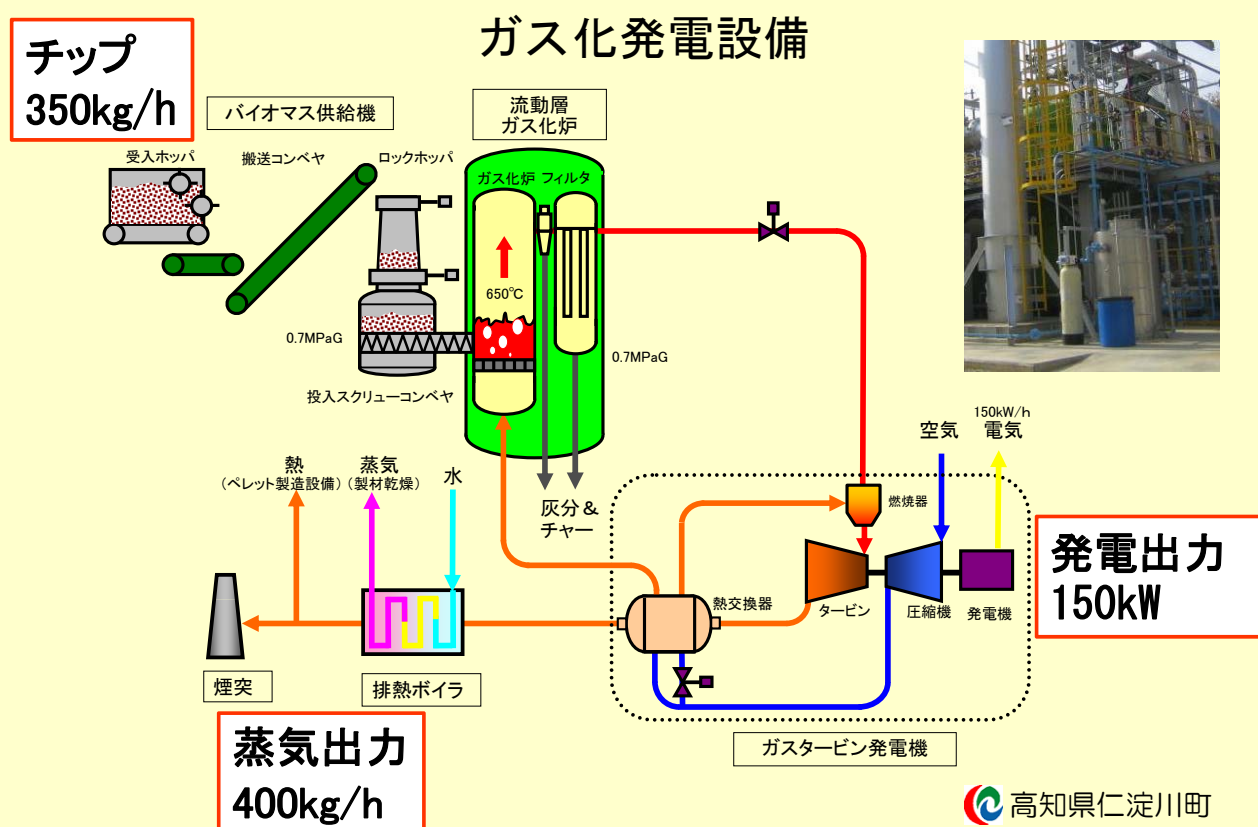 ガス化発電設備
チップ
350kg/h
バイオマス供給機
流動層
ガス化炉
受入ホッパ
搬送コンベヤ
ロックホッパ
ガス化炉
フィルタ
650℃
0.7MPaG
0.7MPaG
投入スクリューコンベヤ
150kW/h
電気
空気
熱
(ペレット製造設備)
蒸気
(製材乾燥)
水
灰分&
チャー
燃焼器
発電出力
150kW
熱交換器
タービン
圧縮機
発電機
煙突
排熱ボイラ
蒸気出力
400kg/h
ガスタービン発電機
高知県仁淀川町